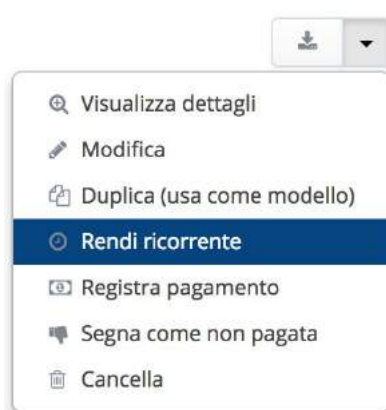 Visualizza dettagli
Modifica
Duplica (usa come modello)
Rendi ricorrente
Registra pagamento
Segna come non pagata
Cancella